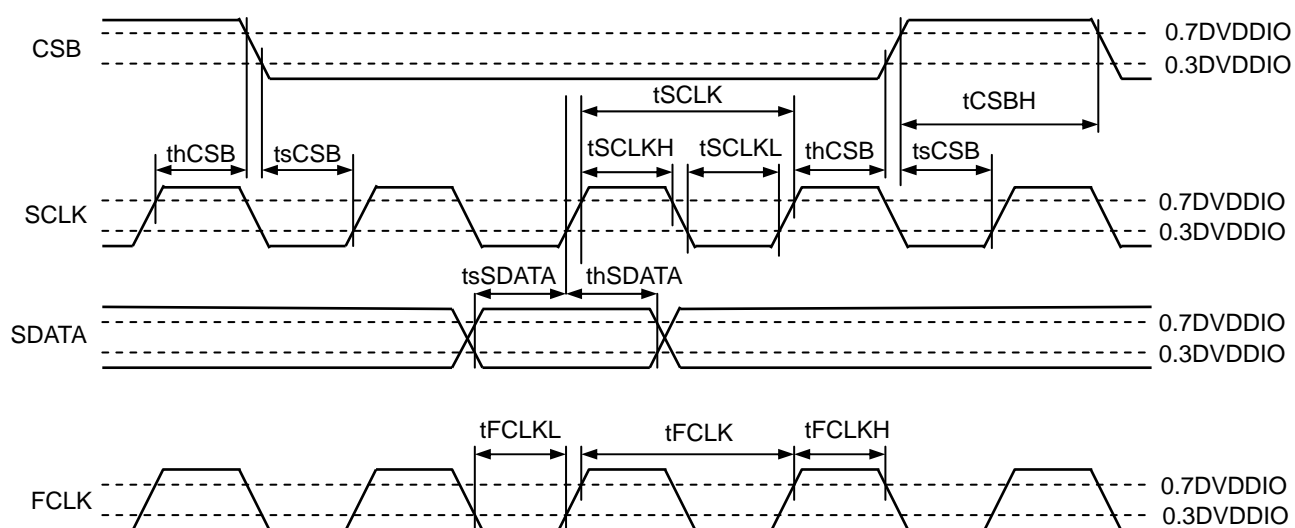 CSB
0.7DVDDIO
0.3DVDDIO
tSCLK
tCSBH
thCSB
tsCSB
tSCLKH
tSCLKL
thCSB
tsCSB
SCLK
0.7DVDDIO
0.3DVDDIO
tsSDATA
thSDATA
SDATA
0.7DVDDIO
0.3DVDDIO
tFCLKL
tFCLK
tFCLKH
FCLK
0.7DVDDIO
0.3DVDDIO